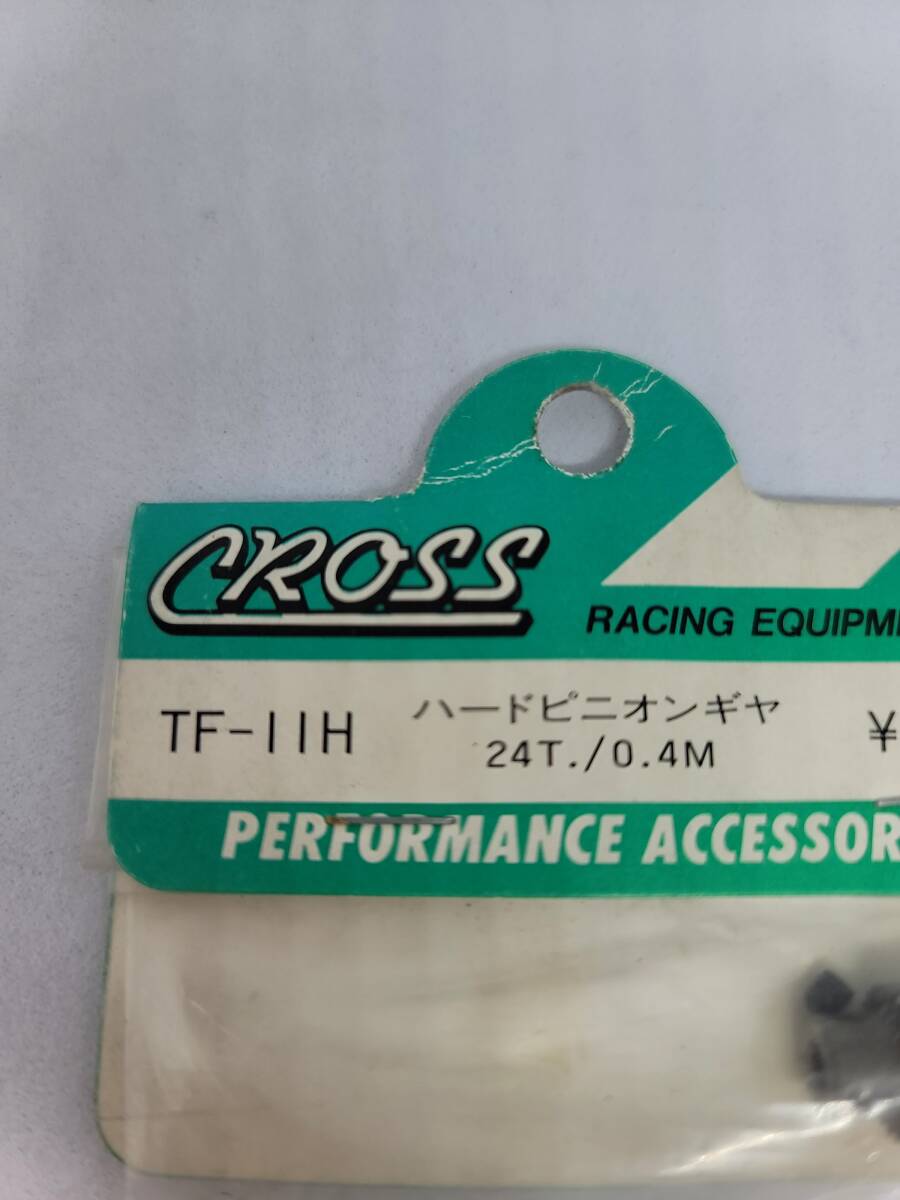 CROSS
RACING EQUIPM
TF-11H
ハードピニオンギヤ
24T./0.4M
¥
PERFORMANCE ACCESSOR